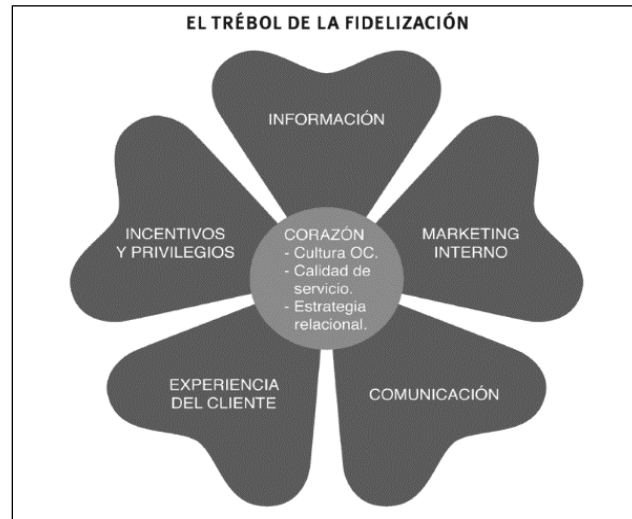 EL TRÉBOL DE LA FIDELIZACIÓN
INFORMACIÓN
INCENTIVOS
Y PRIVILEGIOS
CORAZÓN
- Cultura OC.
- Calidad de
servicio.
- Estrategia
relacional.
MARKETING
INTERNO
EXPERIENCIA
DEL CLIENTE
COMUNICACIÓN